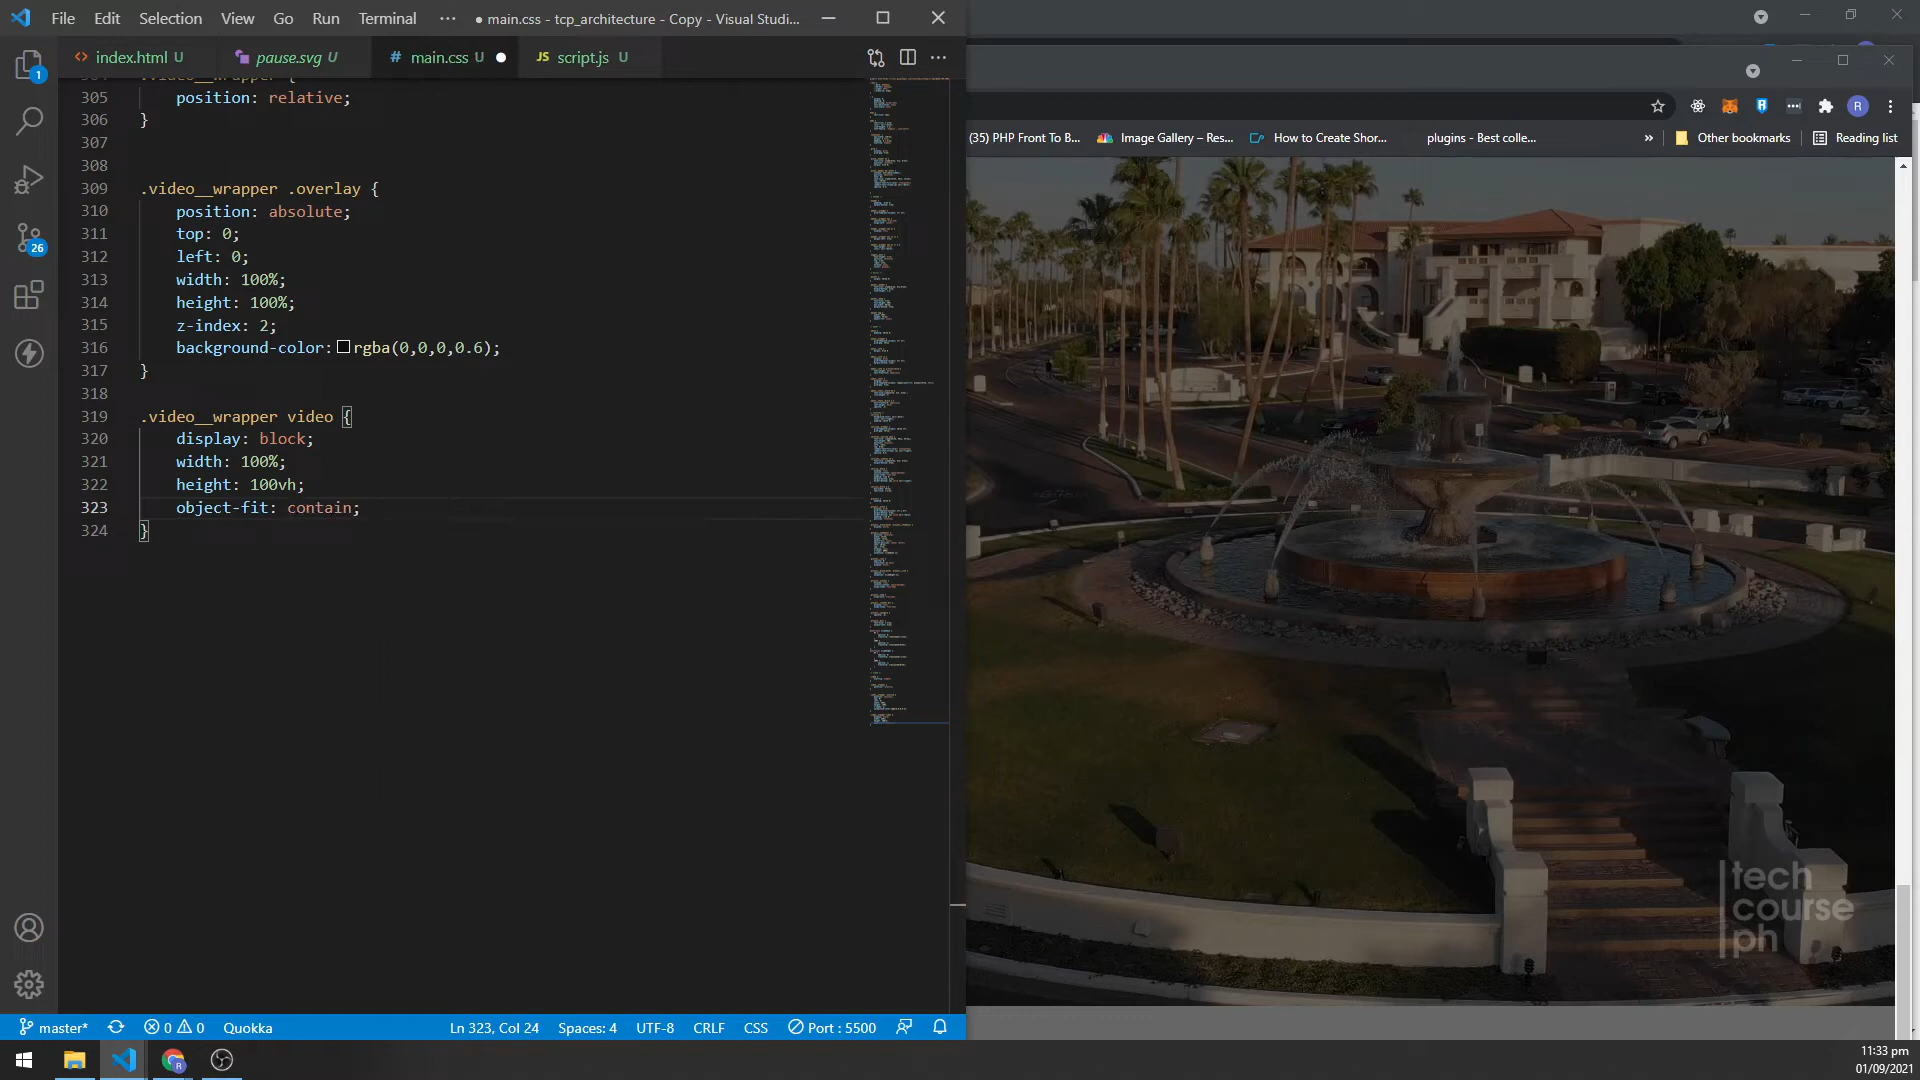 File Edit Selection View Go Run Terminal ··· ● main.css - tcp_architecture - Copy - Visual Studi...
1
index.html U
pause.svg U
# main.css U
JS script.js U
26
305 position: relative;
306 }
307
308
309 .video__wrapper .overlay {
310 position: absolute;
311 top: 0;
312 left: 0;
313 width: 100%;
314 height: 100%;
315 z-index: 2;
316 background-color: rgba(0,0,0,0.6);
317 }
318
319 .video__wrapper video {
320 display: block;
321 width: 100%;
322 height: 100vh;
323 object-fit: contain;
324 }
master* 0 0 Quokka Ln 323, Col 24 Spaces: 4 UTF-8 CRLF CSS Port : 5500
R
(35) PHP Front To B... Image Gallery – Res... How to Create Shor... plugins - Best colle... » Other bookmarks Reading list
tech
course
ph
11:33 pm
01/09/2021